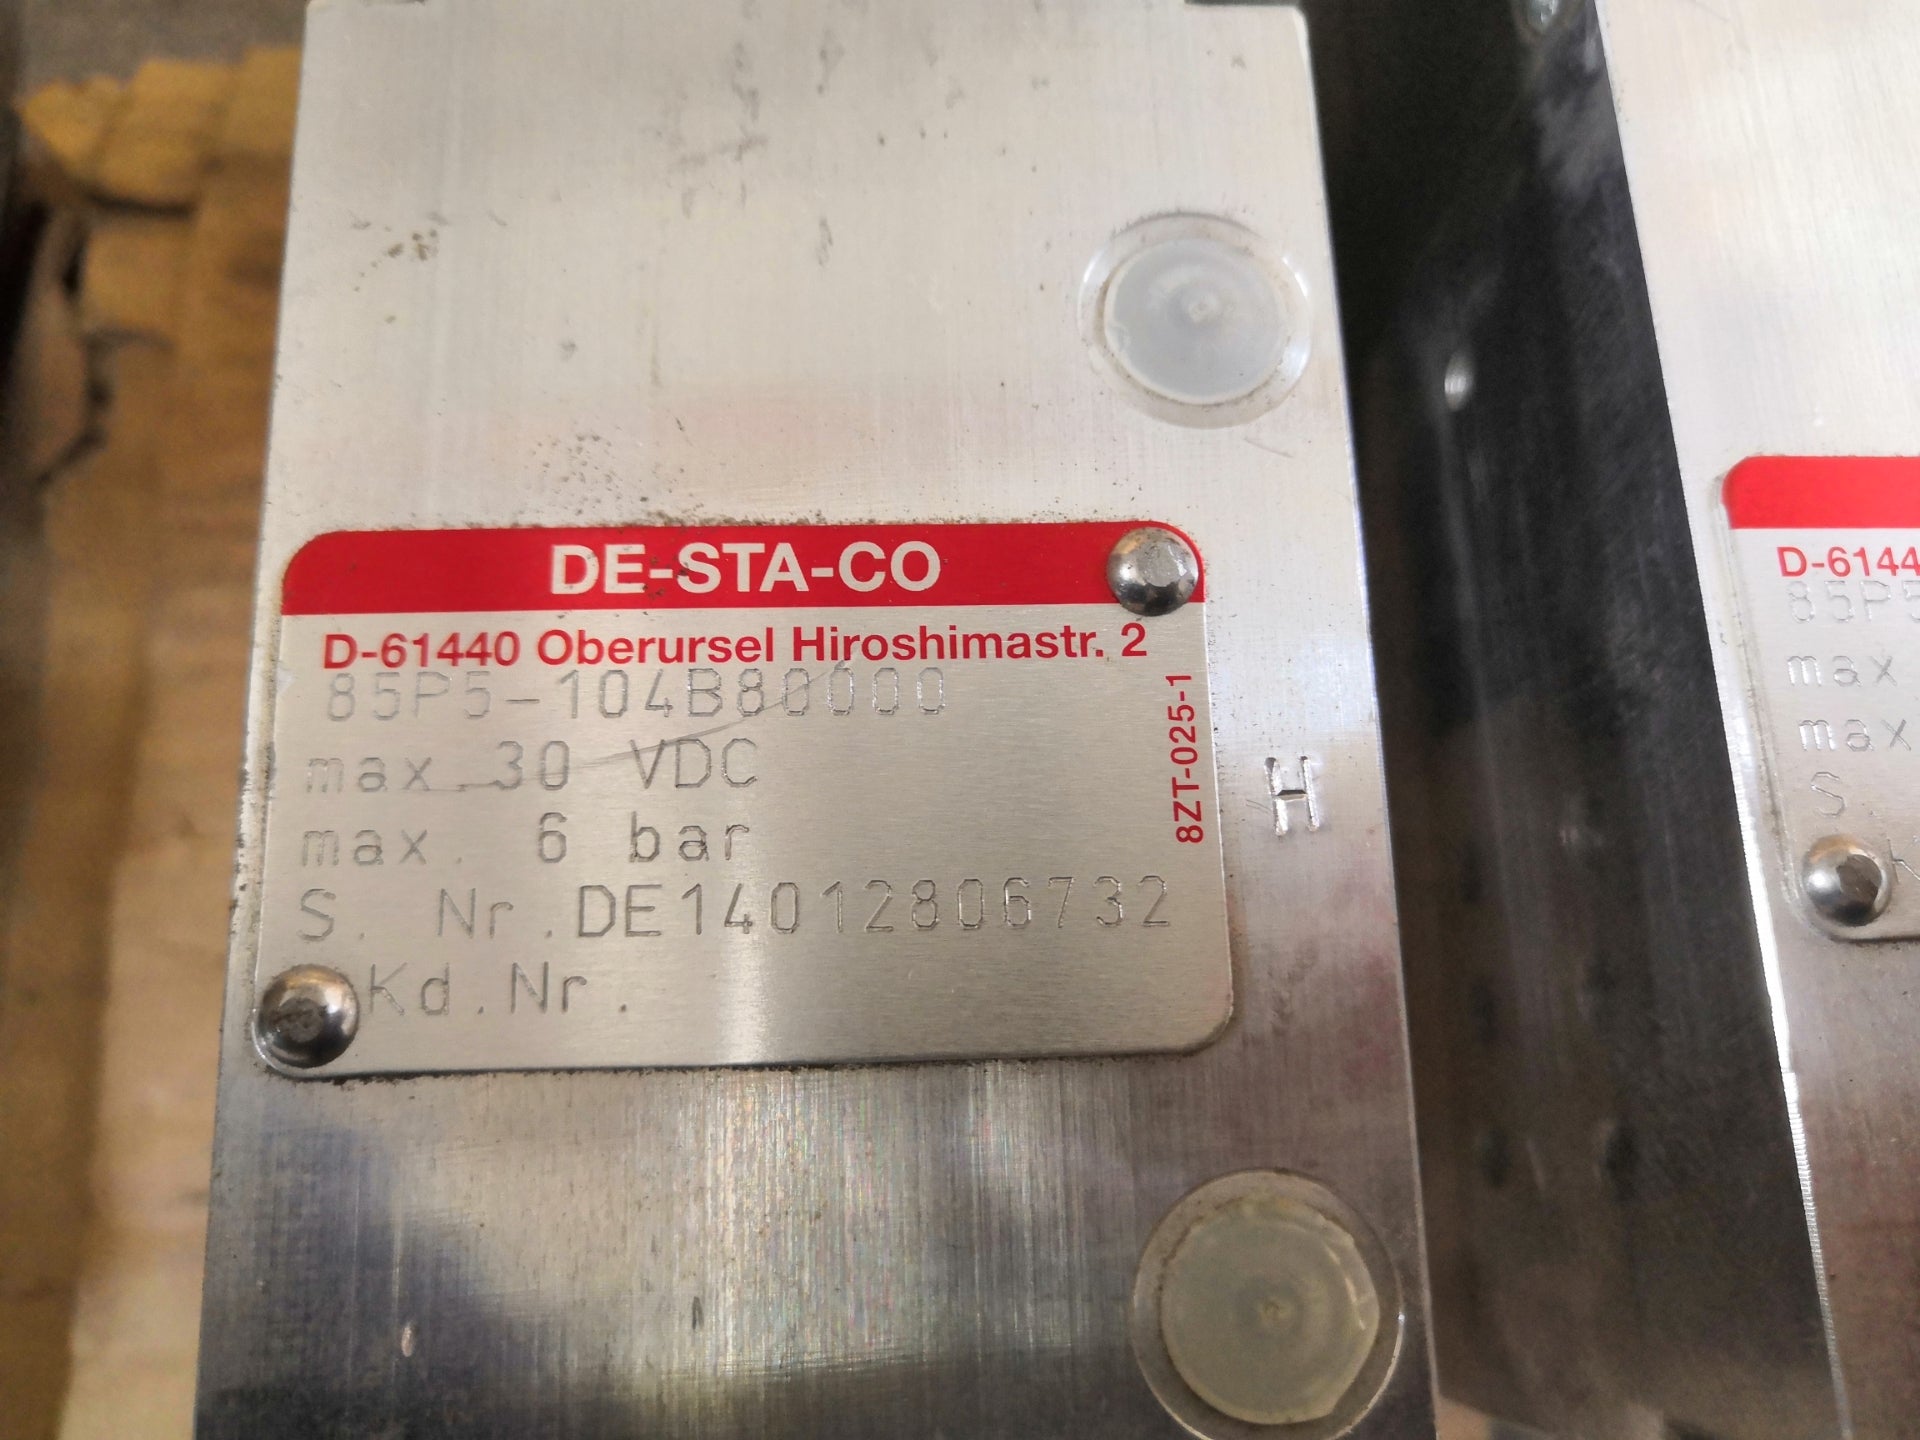 DE-STA-CO
D-61440 Oberursel Hiroshimastr. 2
85P5-104B80000
max. 30 VDC
max. 6 bar
S. Nr.DE14012806732
Kd.Nr.
8ZT-025-1
H
D-6144
85P5
max
max
S